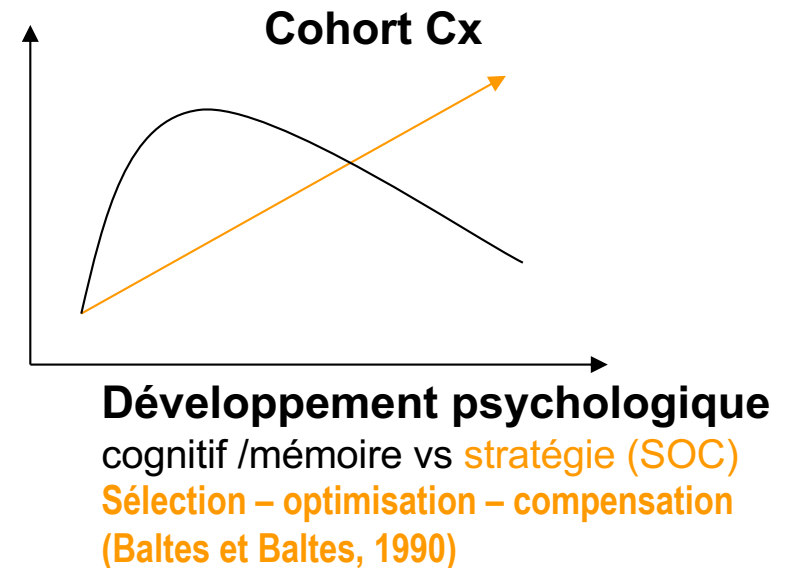 Cohort Cx
Développement psychologique
cognitif /mémoire vs stratégie (SOC)
Sélection – optimisation – compensation
(Baltes et Baltes, 1990)